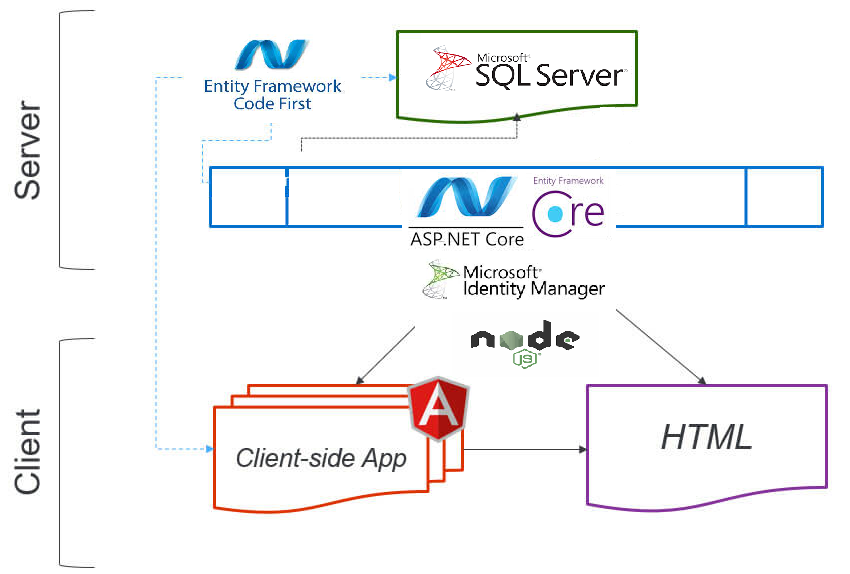 Server
Entity Framework
Code First
Microsoft®
SQL Server
ASP.NET Core
Entity Framework
Core
Microsoft®
Identity Manager
node
JS
Client
A
Client-side App
HTML